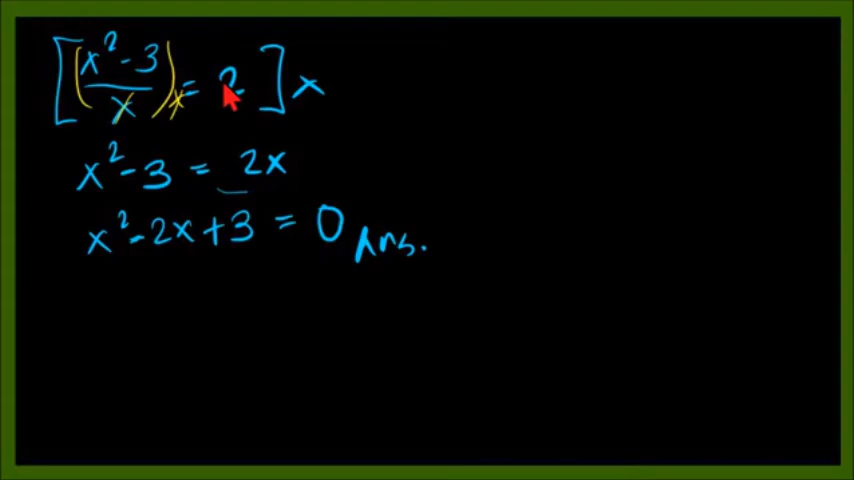 [(x² - 3 / x)x = 2] x
x² - 3 = 2x
x² - 2x + 3 = 0 Ans.